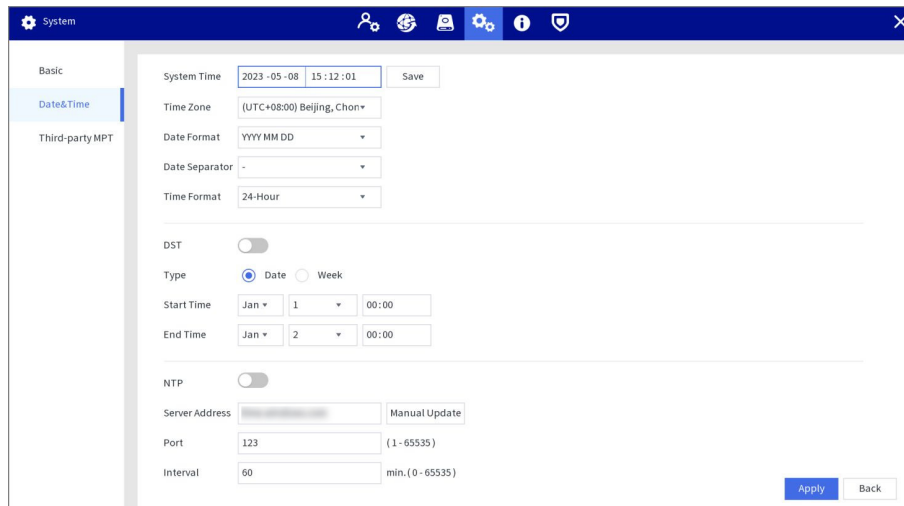 System
Basic
Date&Time
Third-party MPT
System Time 2023 -05 -08 15 : 12 : 01 Save
Time Zone (UTC+08:00) Beijing, Chon
Date Format YYYY MM DD
Date Separator -
Time Format 24-Hour
DST
Type Date Week
Start Time Jan 1 00:00
End Time Jan 2 00:00
NTP
Server Address Manual Update
Port 123 (1-65535)
Interval 60 min.(0-65535)
Apply Back